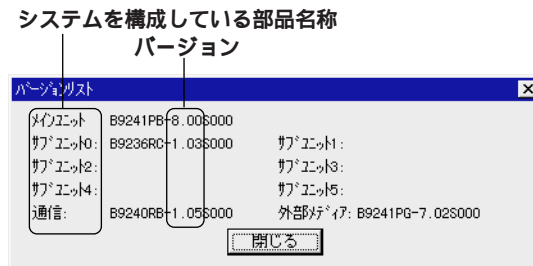 システムを構成している部品名称
バージョン
ﾊﾞｰｼﾞｮﾝﾘｽﾄ
ﾒｲﾝﾕﾆｯﾄ B9241PB-8.00S000
ｻﾌﾞﾕﾆｯﾄ0: B9236RC-1.03S000 ｻﾌﾞﾕﾆｯﾄ1:
ｻﾌﾞﾕﾆｯﾄ2: ｻﾌﾞﾕﾆｯﾄ3:
ｻﾌﾞﾕﾆｯﾄ4: ｻﾌﾞﾕﾆｯﾄ5:
通信: B9240RB-1.05S000 外部ﾒﾃﾞｨｱ: B9241PG-7.02S000
閉じる